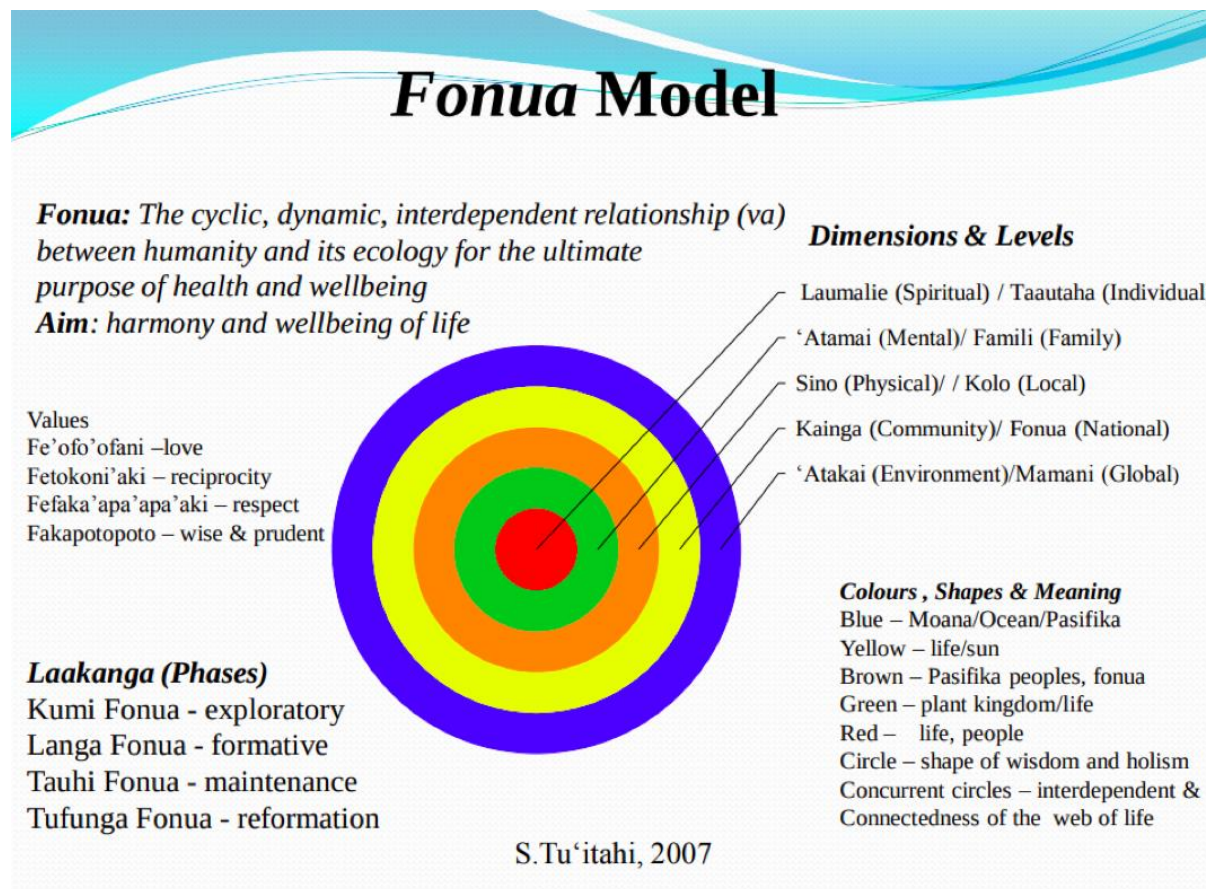 Fonua Model
Fonua: The cyclic, dynamic, interdependent relationship (va)
between humanity and its ecology for the ultimate
purpose of health and wellbeing
Aim: harmony and wellbeing of life
Dimensions & Levels
Laumalie (Spiritual) / Taautaha (Individual
‘Atamai (Mental)/ Famili (Family)
Sino (Physical)/ / Kolo (Local)
Kainga (Community)/ Fonua (National)
‘Atakai (Environment)/Mamani (Global)
Values
Fe’ofo’ofani –love
Fetokoni’aki – reciprocity
Fefaka’apa’apa’aki – respect
Fakapotopoto – wise & prudent
Laakanga (Phases)
Kumi Fonua - exploratory
Langa Fonua - formative
Tauhi Fonua - maintenance
Tufunga Fonua - reformation
Colours , Shapes & Meaning
Blue – Moana/Ocean/Pasifika
Yellow – life/sun
Brown – Pasifika peoples, fonua
Green – plant kingdom/life
Red – life, people
Circle – shape of wisdom and holism
Concurrent circles – interdependent &
Connectedness of the web of life
S.Tu‘itahi, 2007